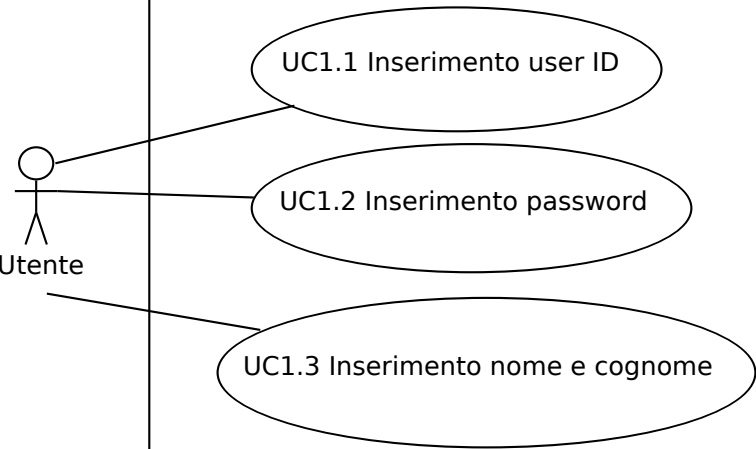 UC1.1 Inserimento user ID
UC1.2 Inserimento password
Utente
UC1.3 Inserimento nome e cognome